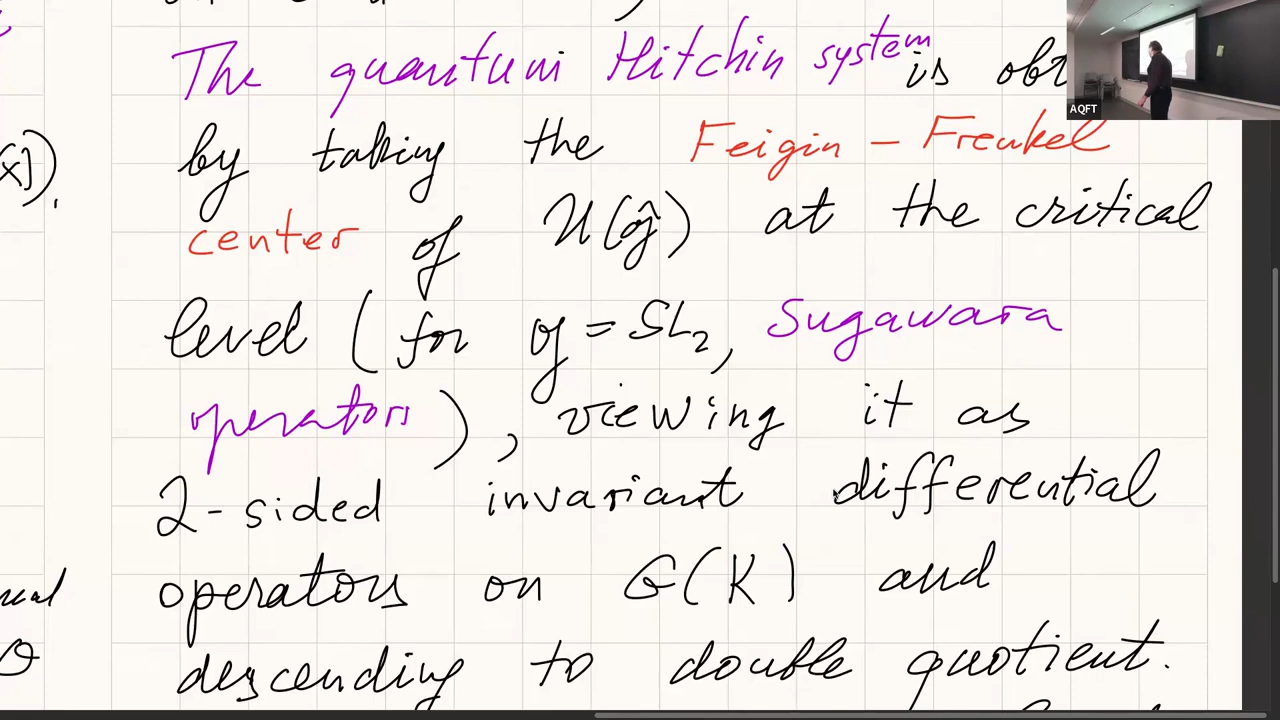 The quantum Hitchin system is
by taking the Feigin - Frenkel
center of U(ĝ) at the critical
level (for g = SL₂, Sugawara
operators), viewing it as
2-sided invariant differential
operators on G(K) and
descending to double quotient.
x]).
AQFT